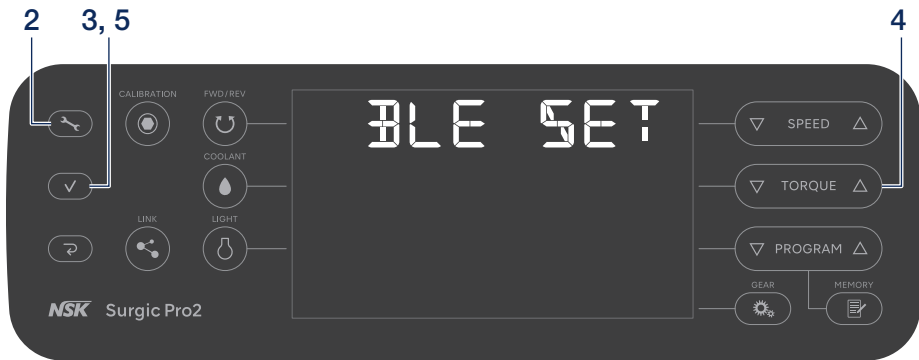 2
3, 5
4
CALIBRATION
FWD/REV
BLE SET
SPEED
COOLANT
TORQUE
LINK
LIGHT
PROGRAM
GEAR
MEMORY
NSK Surgic Pro2